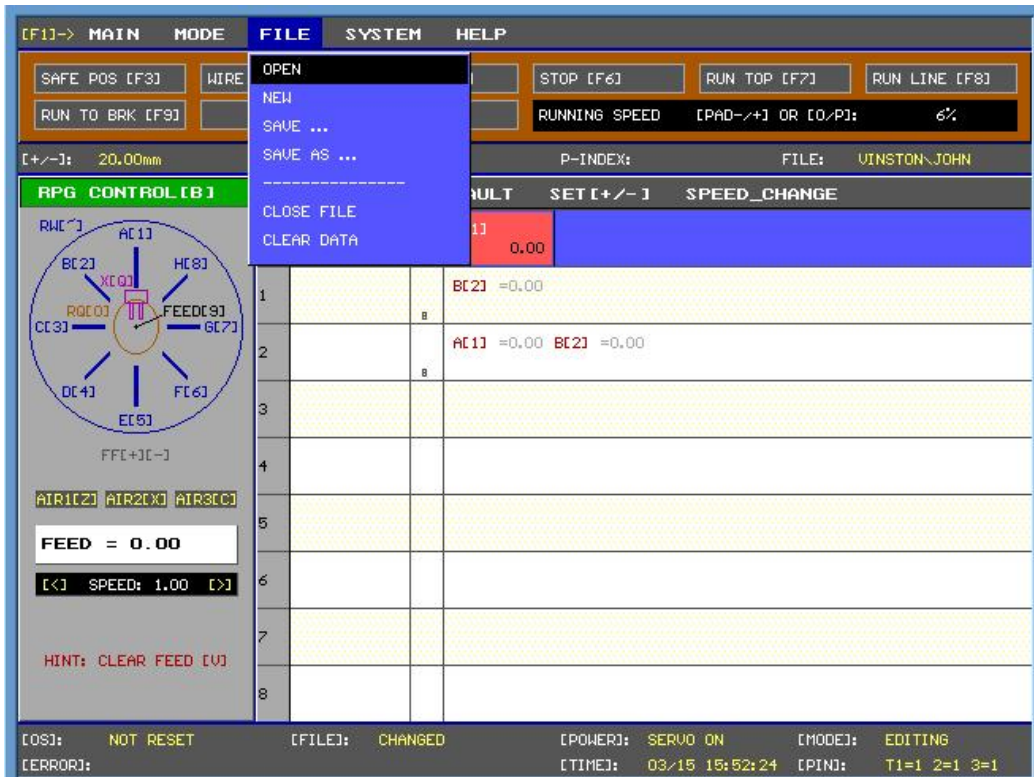 [F1]-> MAIN MODE FILE SYSTEM HELP
SAFE POS [F3] WIRE STOP [F6] RUN TOP [F7] RUN LINE [F8]
RUN TO BRK [F9] RUNNING SPEED [PAD-/+] OR [O/P]: 6%
OPEN
NEW
SAVE ...
SAVE AS ...
---------------
CLOSE FILE
CLEAR DATA
[+/-]: 20.00mm P-INDEX: FILE: VINSTON\JOHN
RPG CONTROL[B] AULT SET[+/-] SPEED_CHANGE
1]
0.00
RW[~] A[1]
B[2] H[8]
X[Q]
RQ[O] FEED[9]
C[3] G[7]
D[4] F[6]
E[5]
FF[+][-]
AIR1[Z] AIR2[X] AIR3[C]
FEED = 0.00
[<] SPEED: 1.00 [>]
HINT: CLEAR FEED [V]
1 B[2] =0.00
2 A[1] =0.00 B[2] =0.00
3
4
5
6
7
8
[OS]: NOT RESET [FILE]: CHANGED [POWER]: SERVO ON [MODE]: EDITING
[ERROR]: [TIME]: 03/15 15:52:24 [PIN]: T1=1 2=1 3=1